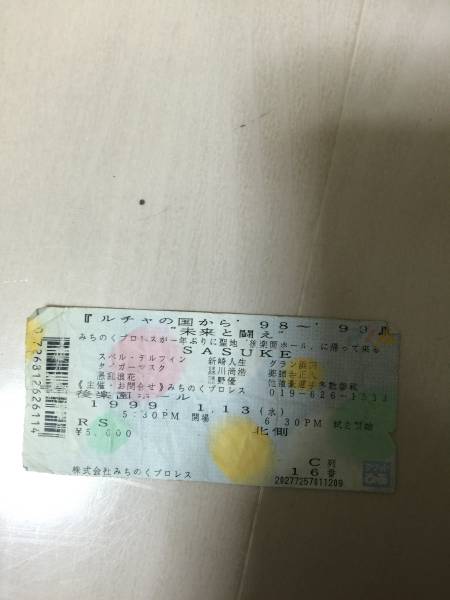 『ルチャの国から'98〜'99』
"未来と闘え"
みちのくプロレスが一年ぶりに聖地'後楽園ホール'に帰って来る
SASUKE
スペル・デルフィン 新崎人生 グラン浜田
タイガーマスク
星野優
《主催・お問合せ》みちのくプロレス 019-626-1313
後楽園ホール
1999 1.13(水)
5:30PM 開場 6:30PM 試合開始
RS 北側
¥5,000
C列
16番
株式会社みちのくプロレス 20277257011209